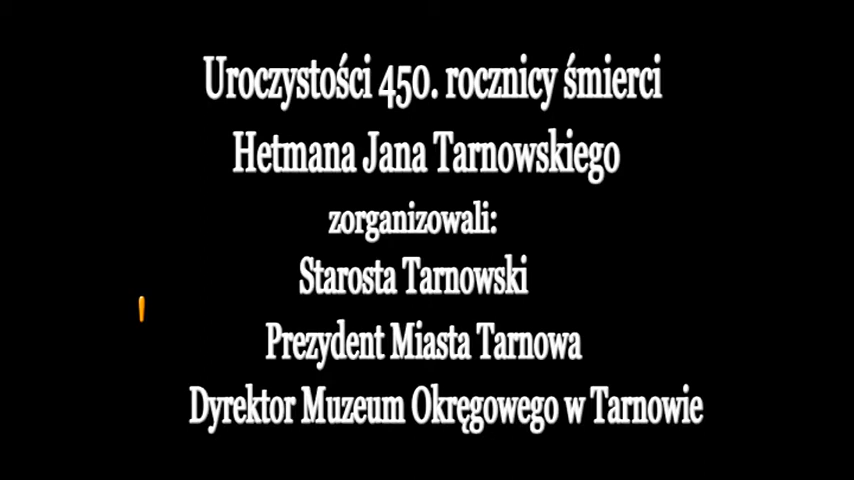 Uroczystości 450. rocznicy śmierci
Hetmana Jana Tarnowskiego
zorganizowali:
Starosta Tarnowski
Prezydent Miasta Tarnowa
Dyrektor Muzeum Okręgowego w Tarnowie